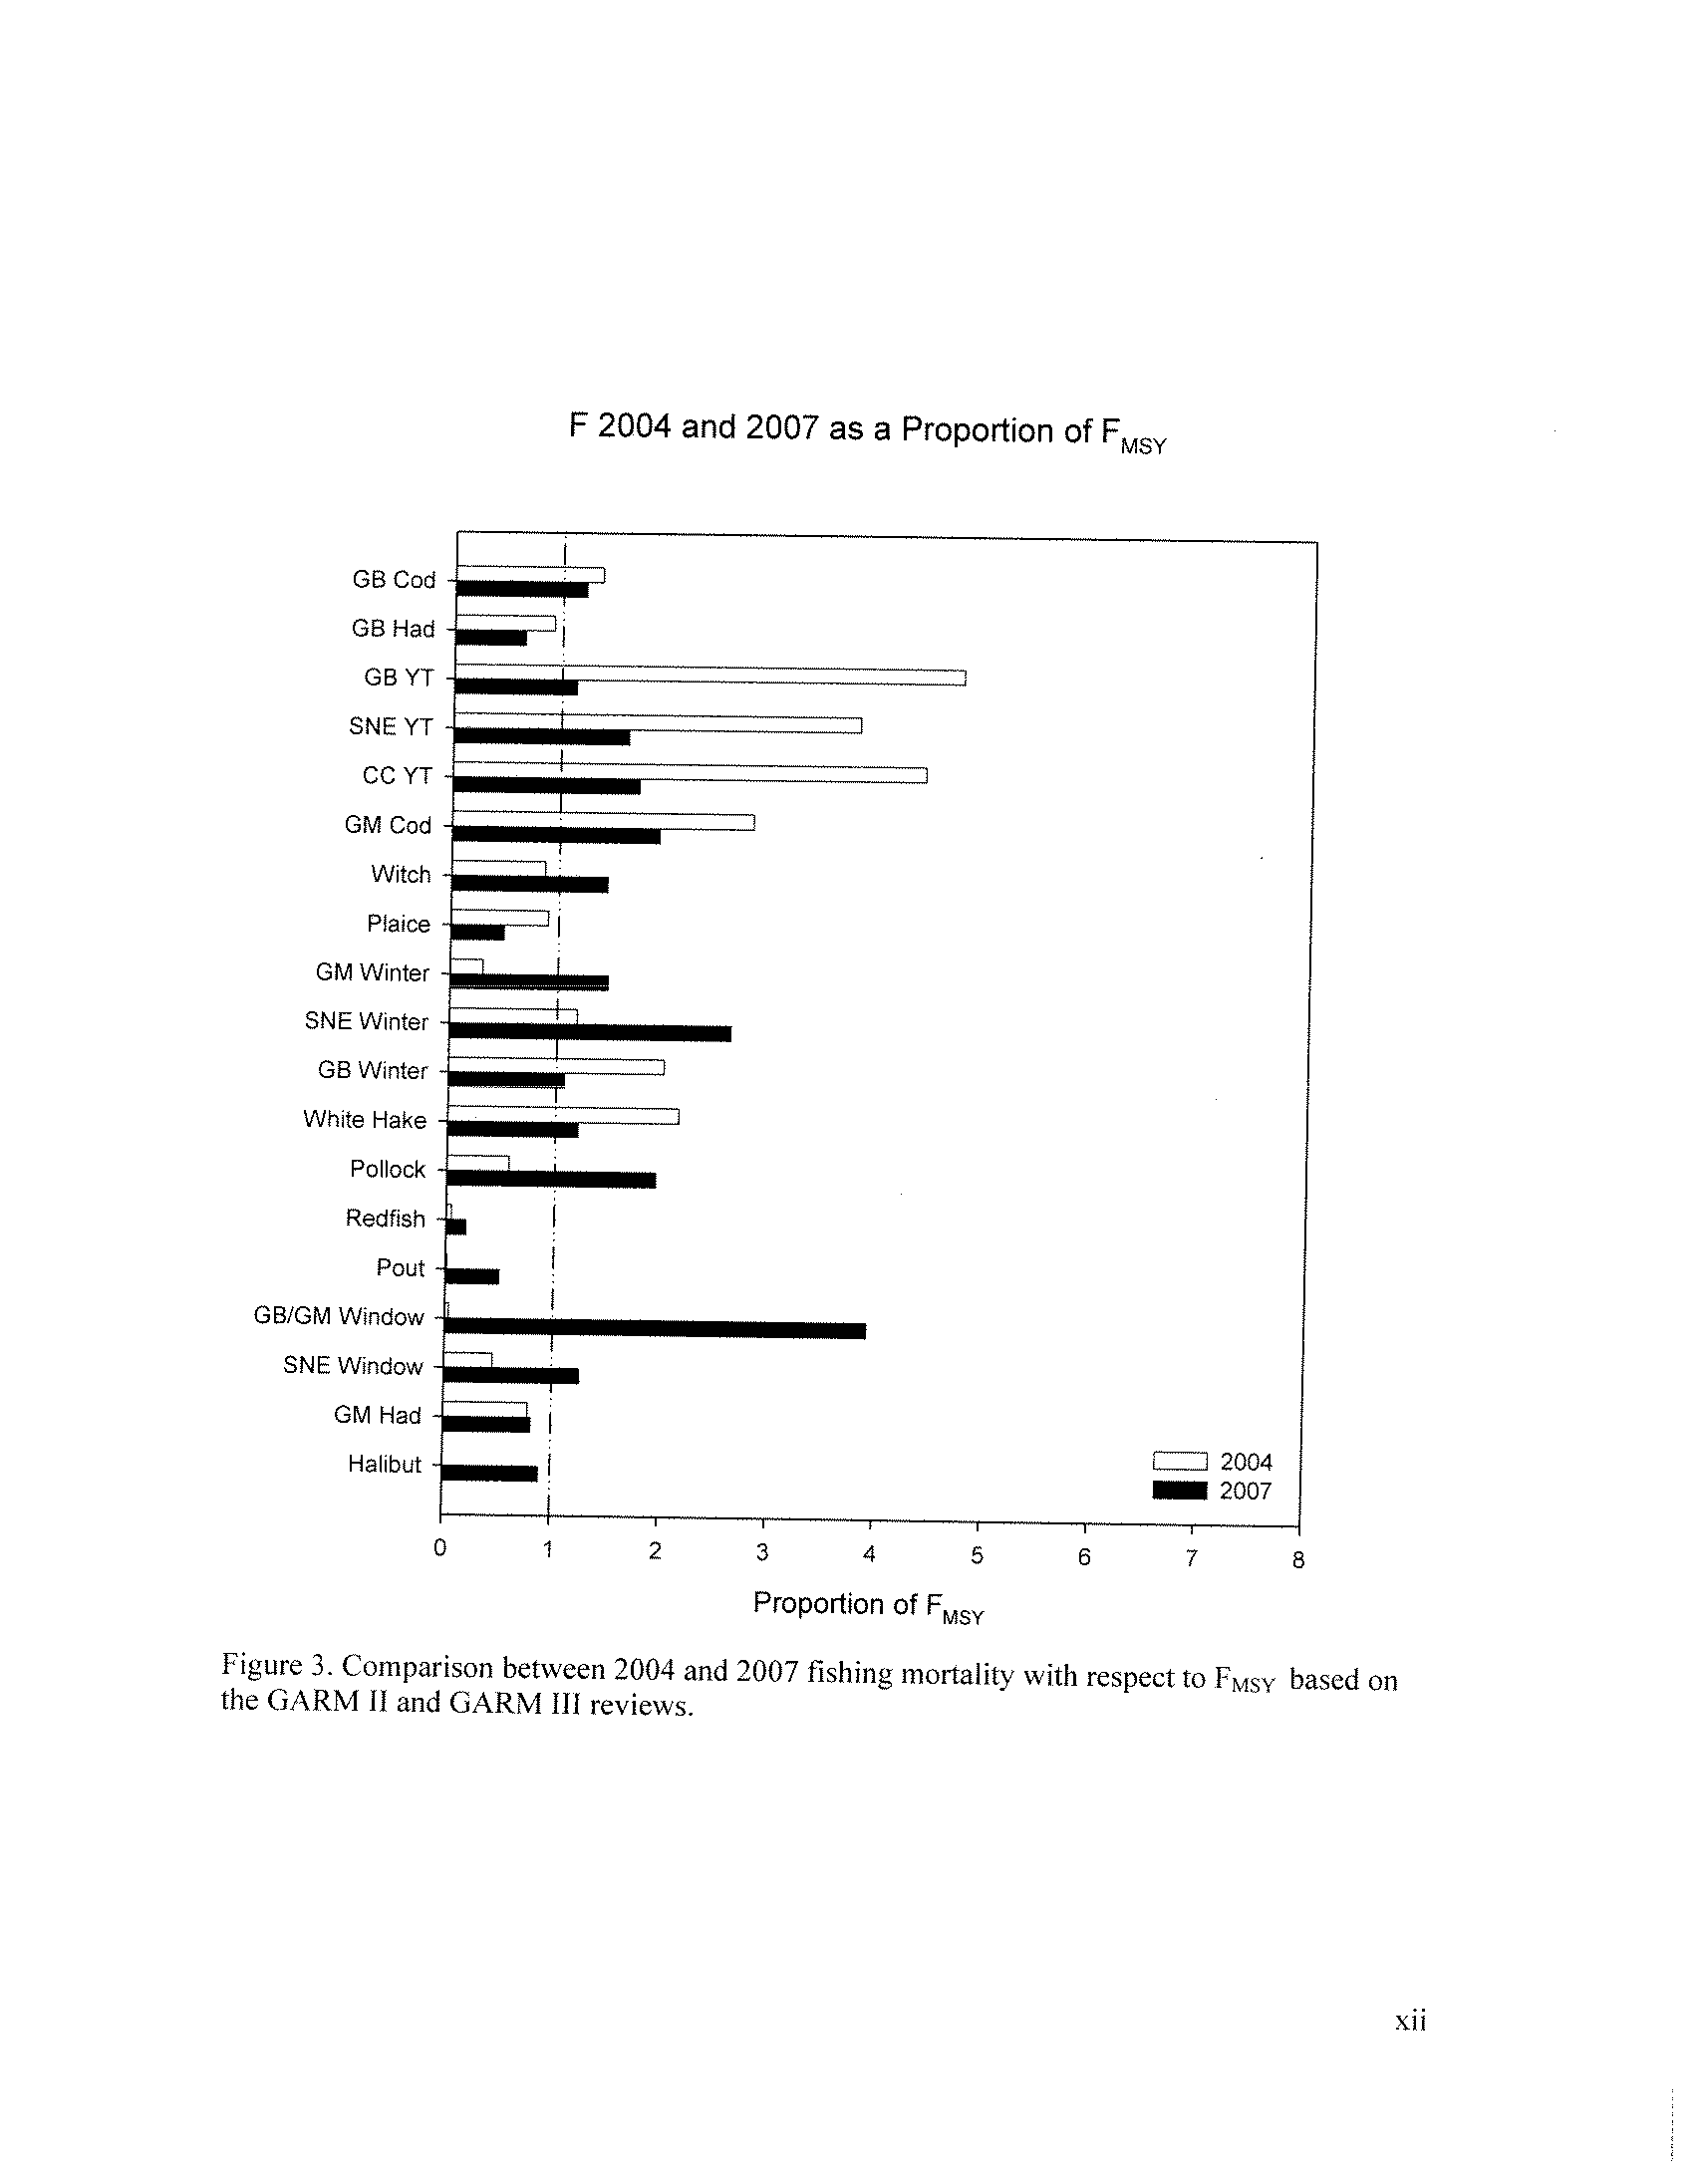 F 2004 and 2007 as a Proportion of FMSY
GB Cod
GB Had
GB YT
SNE YT
CC YT
GM Cod
Witch
Plaice
GM Winter
SNE Winter
GB Winter
White Hake
Pollock
Redfish
Pout
GB/GM Window
SNE Window
GM Had
Halibut
2004
2007
0 1 2 3 4 5 6 7 8
Proportion of FMSY
Figure 3. Comparison between 2004 and 2007 fishing mortality with respect to FMSY based on
the GARM II and GARM III reviews.
xii